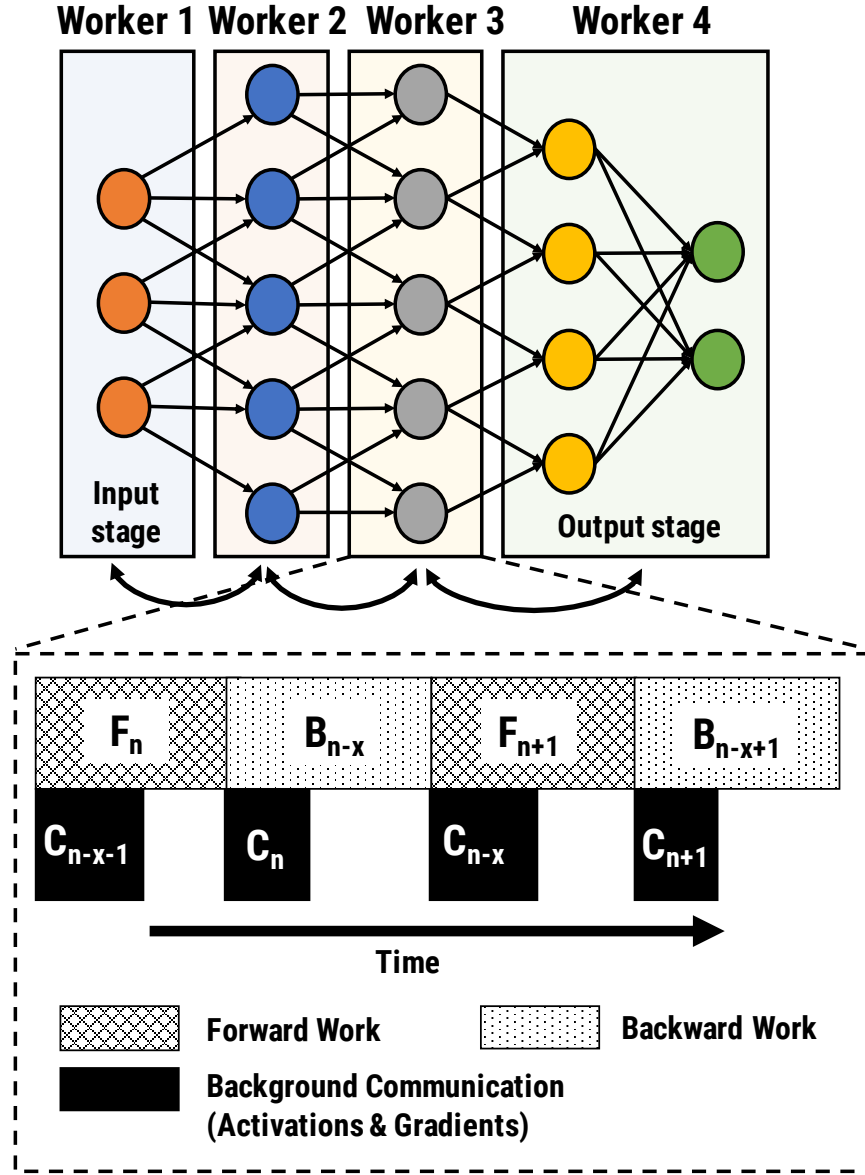 Worker 1 Worker 2 Worker 3 Worker 4
Input
stage
Output stage
Fn Bn-x Fn+1 Bn-x+1
Cn-x-1 Cn Cn-x Cn+1
Time
Forward Work
Backward Work
Background Communication
(Activations & Gradients)